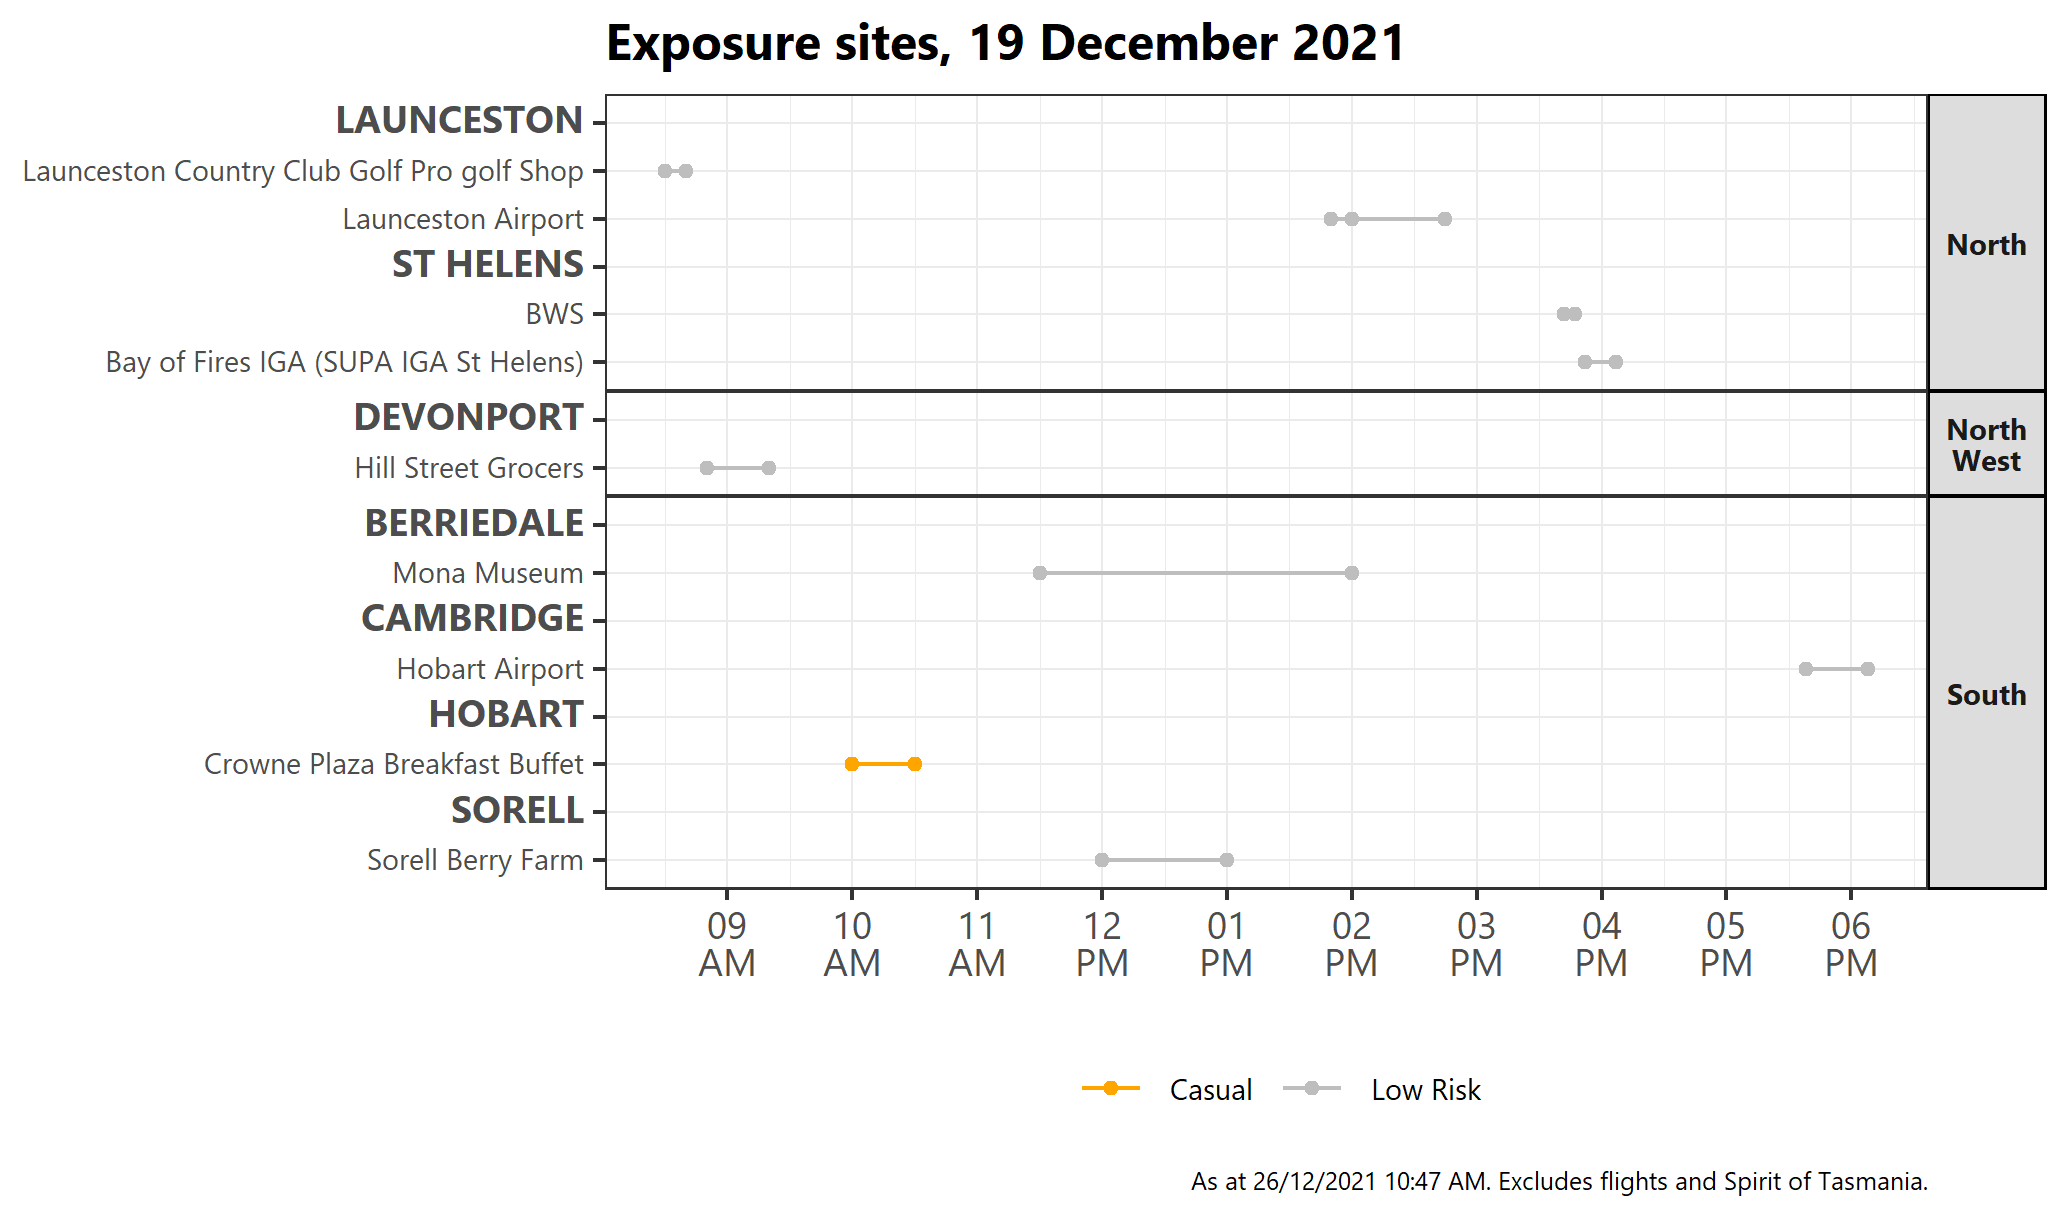 Exposure sites, 19 December 2021
LAUNCESTON
Launceston Country Club Golf Pro golf Shop
Launceston Airport
ST HELENS
BWS
Bay of Fires IGA (SUPA IGA St Helens)
North
DEVONPORT
Hill Street Grocers
North
West
BERRIEDALE
Mona Museum
CAMBRIDGE
Hobart Airport
HOBART
Crowne Plaza Breakfast Buffet
SORELL
Sorell Berry Farm
South
09 10 11 12 01 02 03 04 05 06
AM AM AM PM PM PM PM PM PM PM
Casual Low Risk
As at 26/12/2021 10:47 AM. Excludes flights and Spirit of Tasmania.